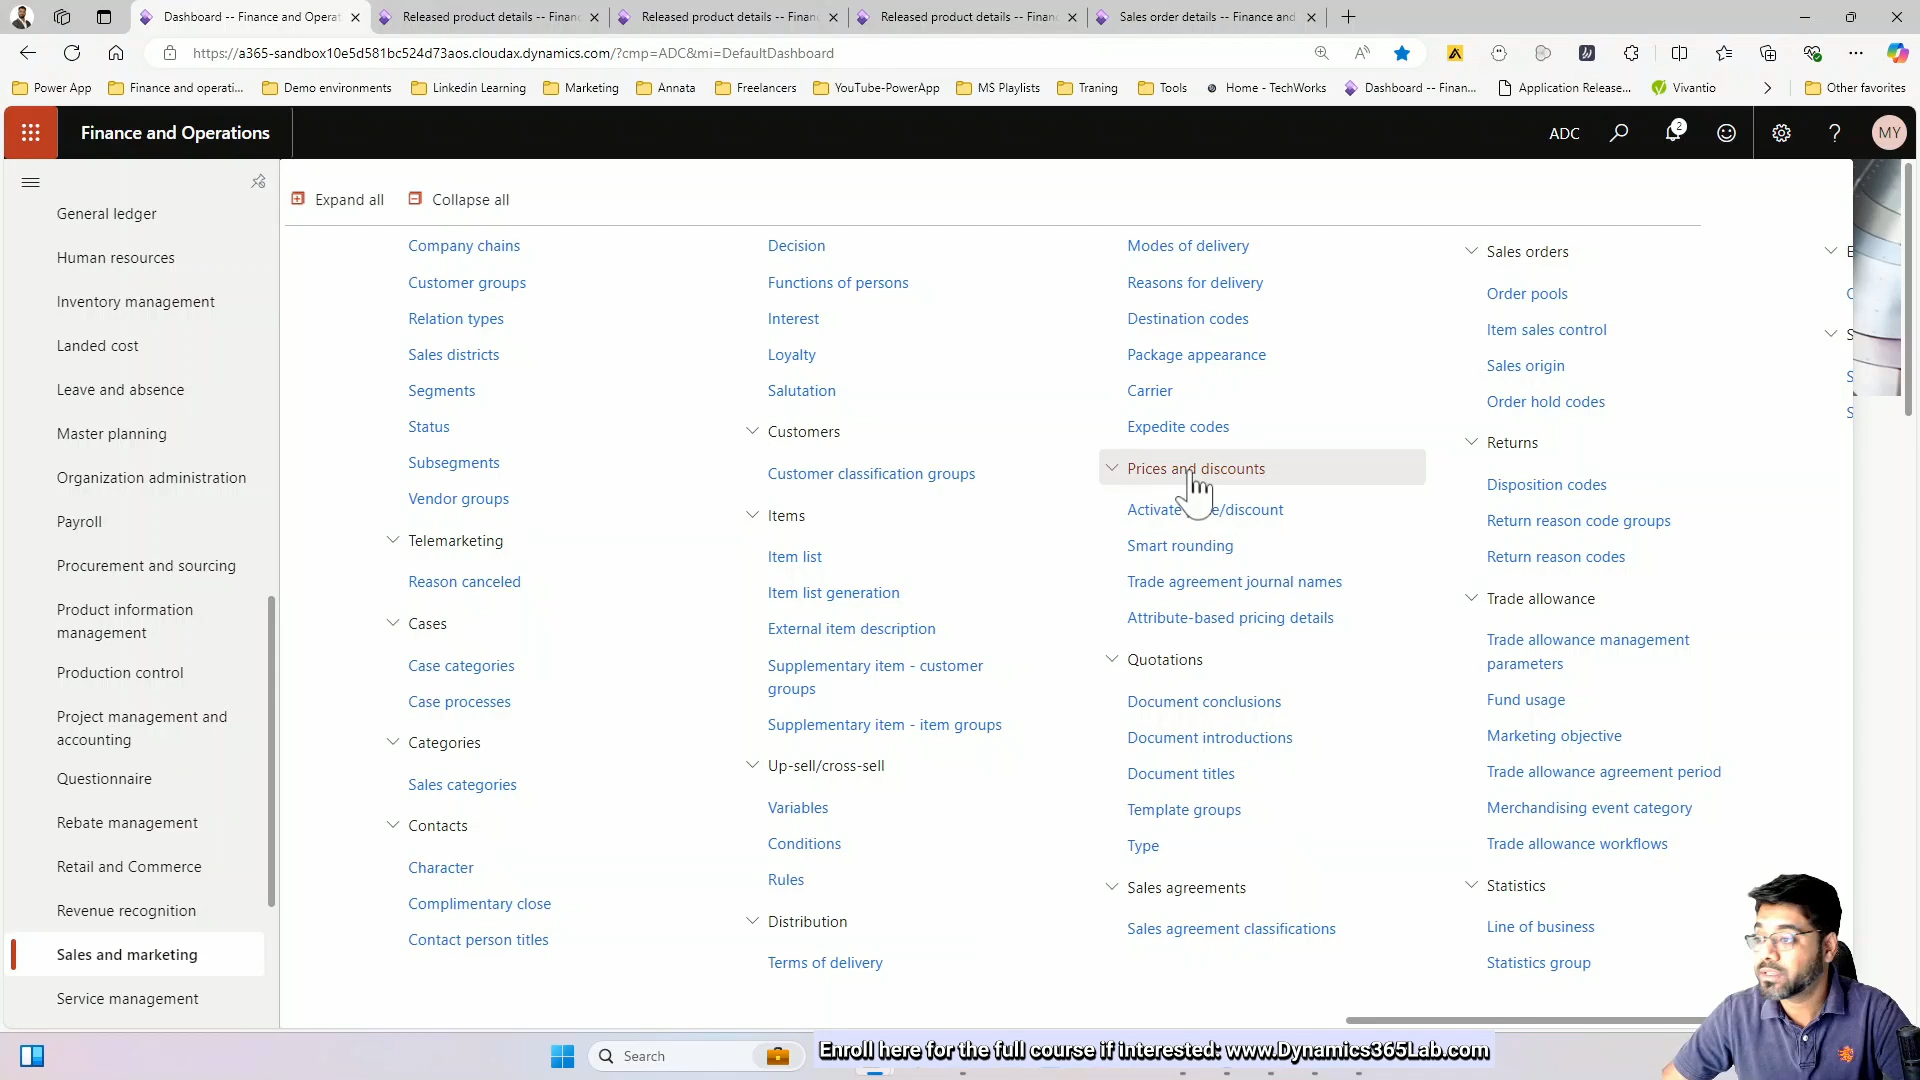 Dashboard -- Finance and Operat
Released product details -- Finan
Released product details -- Finan
Released product details -- Finan
Sales order details -- Finance and
https://a365-sandbox10e5d581bc524d73aos.cloudax.dynamics.com/?cmp=ADC&mi=DefaultDashboard
Power App
Finance and operati...
Demo environments
Linkedin Learning
Marketing
Annata
Freelancers
YouTube-PowerApp
MS Playlists
Traning
Tools
Home - TechWorks
Dashboard -- Finan...
Application Release...
Vivantio
Other favorites
Finance and Operations
ADC
2
MY
General ledger
Human resources
Inventory management
Landed cost
Leave and absence
Master planning
Organization administration
Payroll
Procurement and sourcing
Product information
management
Production control
Project management and
accounting
Questionnaire
Rebate management
Retail and Commerce
Revenue recognition
Sales and marketing
Service management
Expand all
Collapse all
Company chains
Customer groups
Relation types
Sales districts
Segments
Status
Subsegments
Vendor groups
Telemarketing
Reason canceled
Cases
Case categories
Case processes
Categories
Sales categories
Contacts
Character
Complimentary close
Contact person titles
Decision
Functions of persons
Interest
Loyalty
Salutation
Customers
Customer classification groups
Items
Item list
Item list generation
External item description
Supplementary item - customer
groups
Supplementary item - item groups
Up-sell/cross-sell
Variables
Conditions
Rules
Distribution
Terms of delivery
Modes of delivery
Reasons for delivery
Destination codes
Package appearance
Carrier
Expedite codes
Prices and discounts
Activate e/discount
Smart rounding
Trade agreement journal names
Attribute-based pricing details
Quotations
Document conclusions
Document introductions
Document titles
Template groups
Type
Sales agreements
Sales agreement classifications
Sales orders
Order pools
Item sales control
Sales origin
Order hold codes
Returns
Disposition codes
Return reason code groups
Return reason codes
Trade allowance
Trade allowance management
parameters
Fund usage
Marketing objective
Trade allowance agreement period
Merchandising event category
Trade allowance workflows
Statistics
Line of business
Statistics group
Search
Enroll here for the full course if interested: www.Dynamics365Lab.com